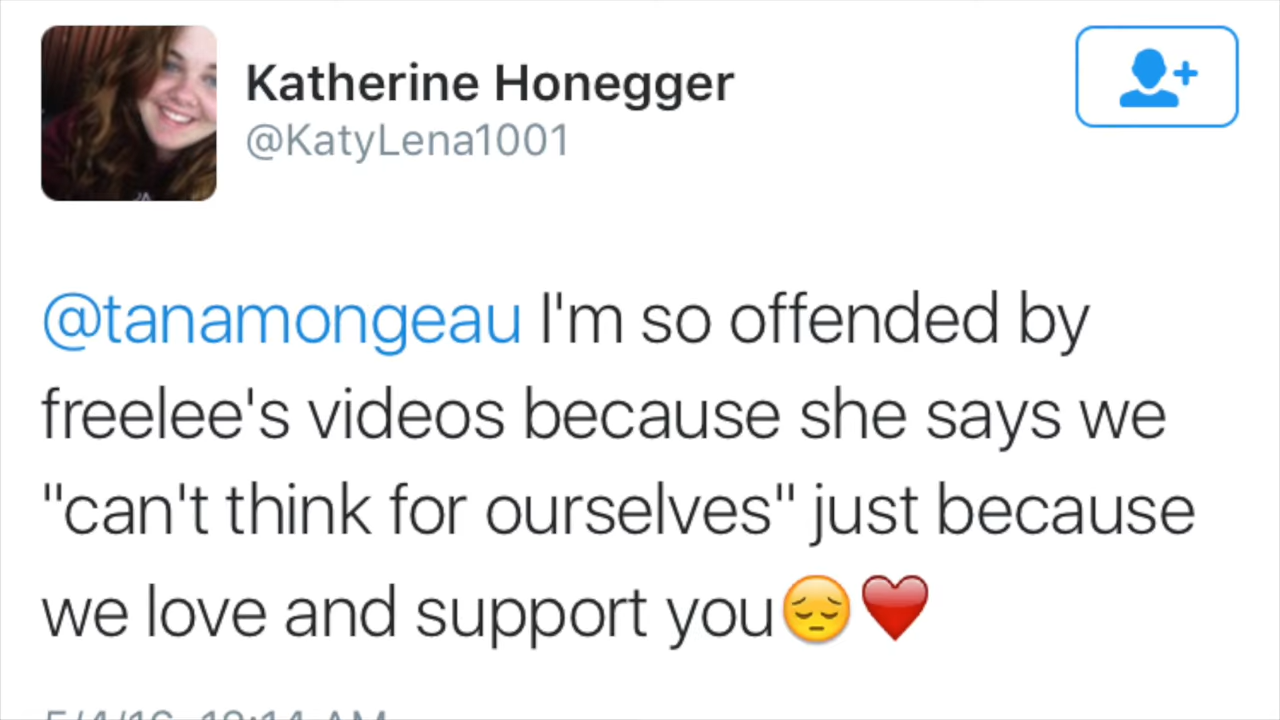 Katherine Honegger
@KatyLena1001
@tanamongeau I'm so offended by
freelee's videos because she says we
"can't think for ourselves" just because
we love and support you😔❤️